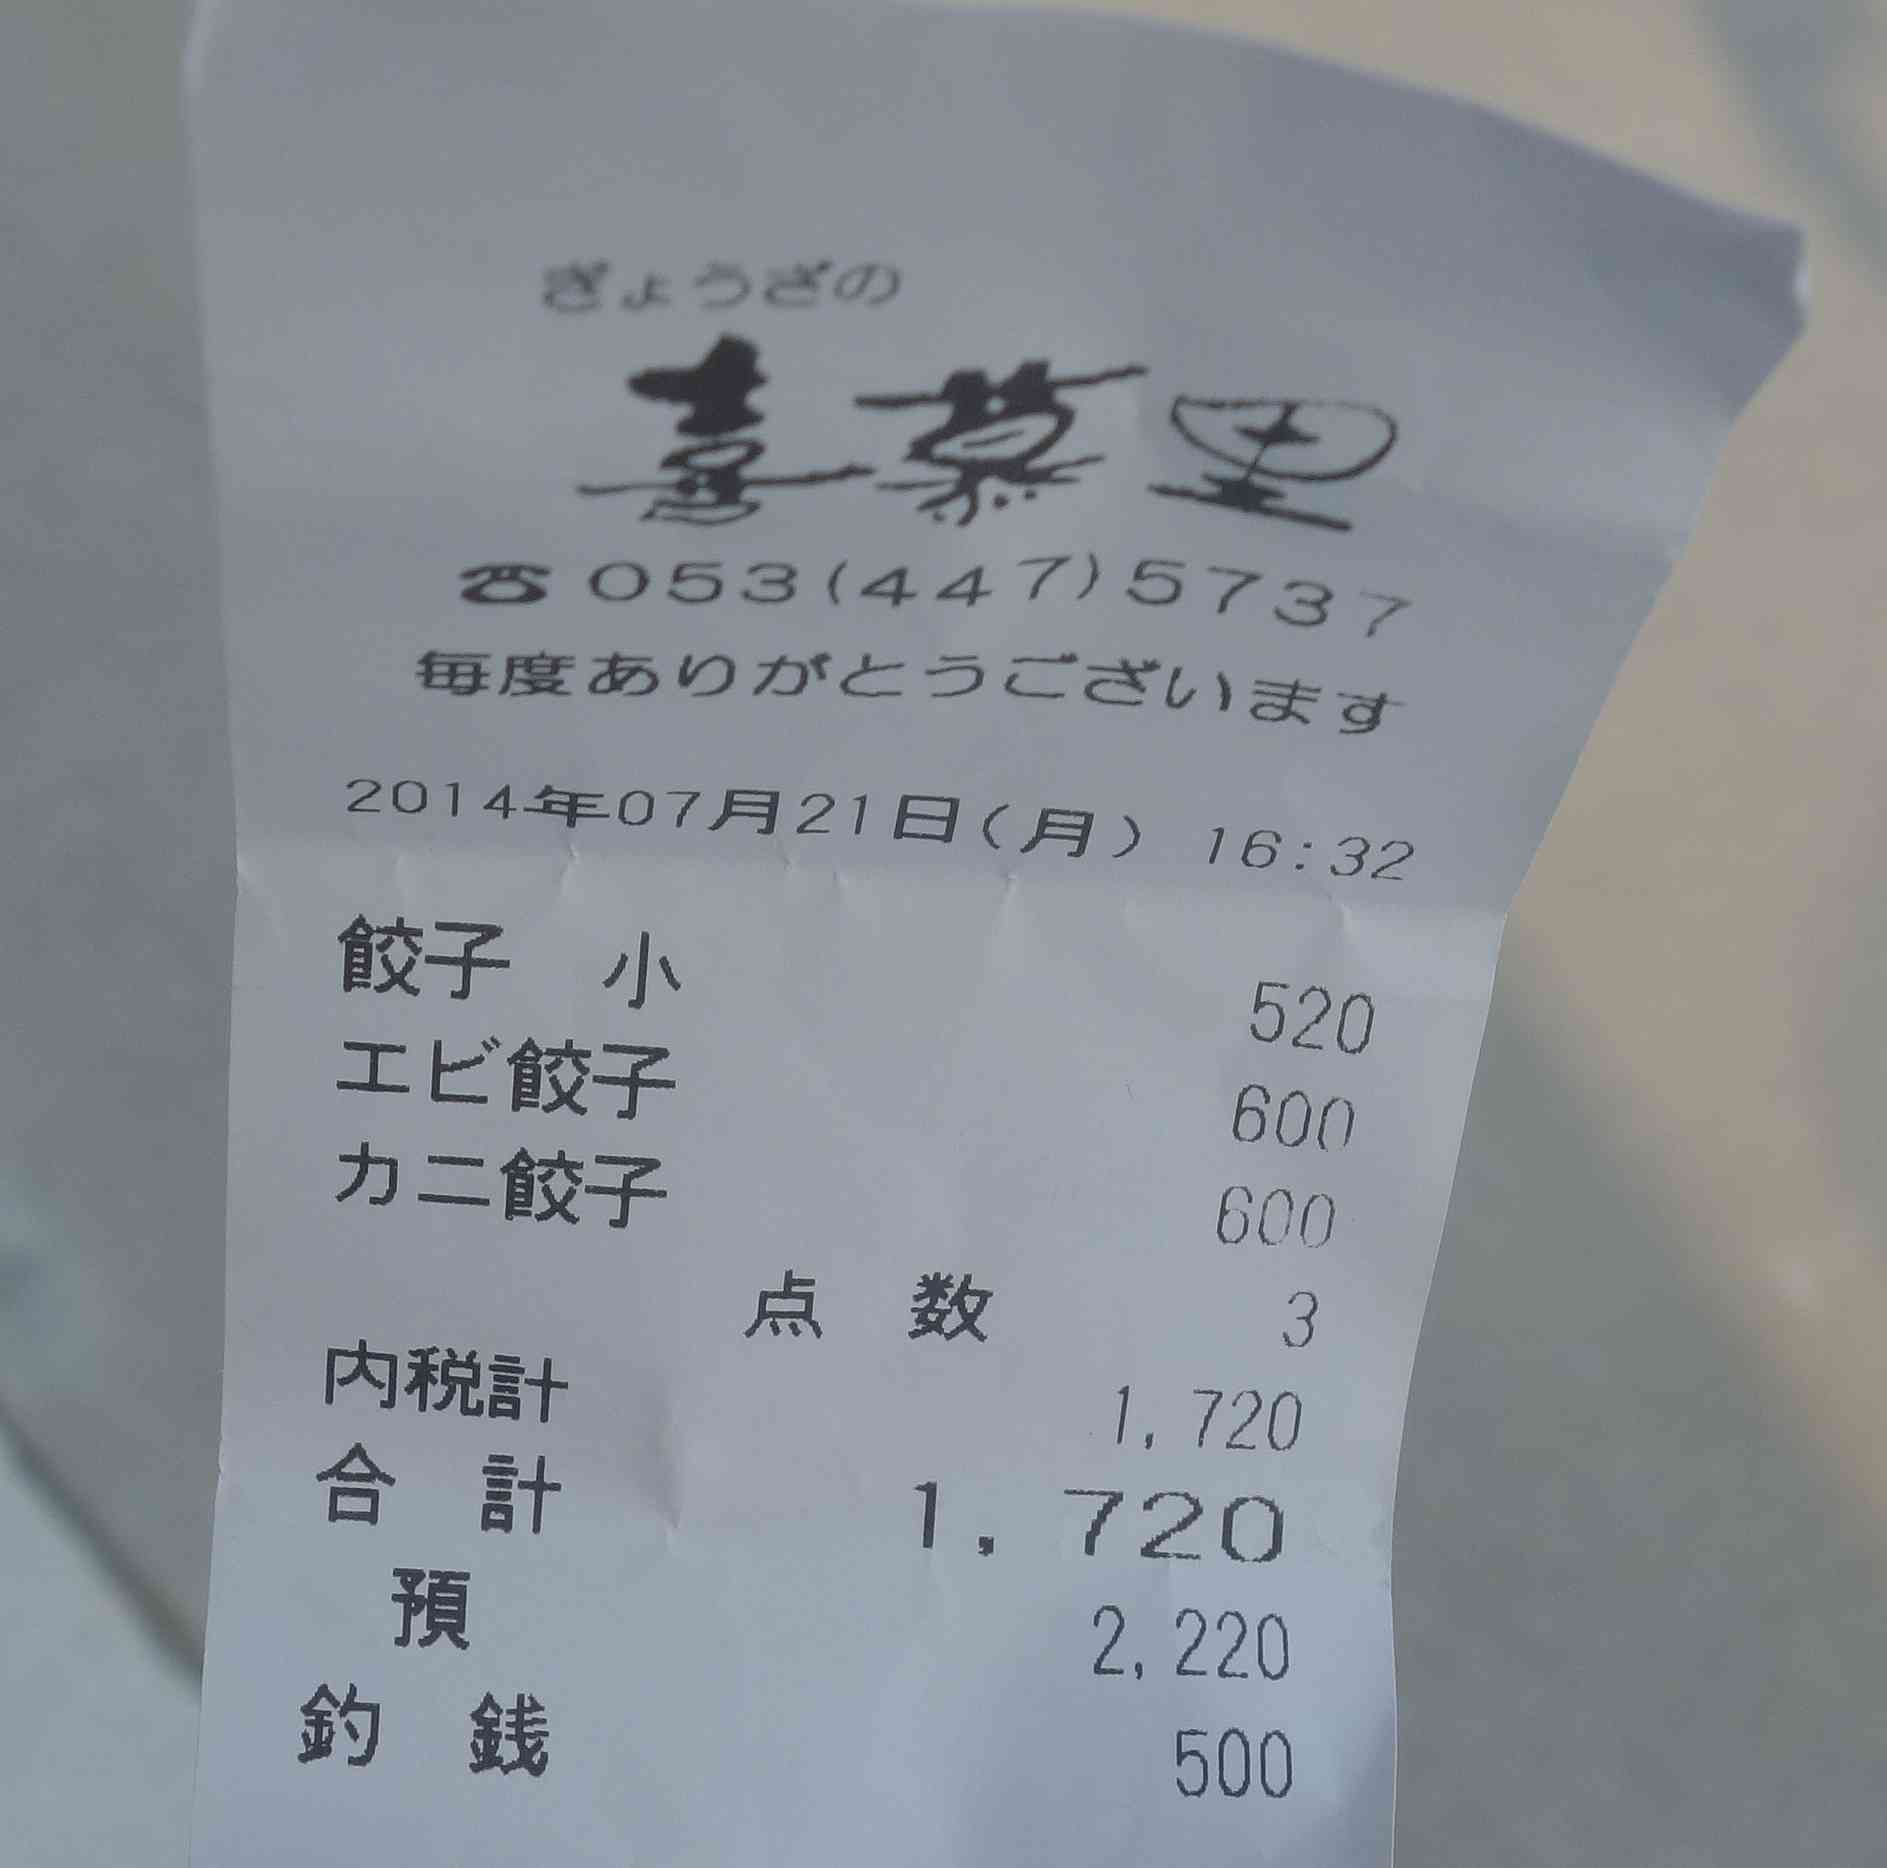 ぎょうざの
喜慕里
☎053(447)5737
毎度ありがとうございます
2014年07月21日(月) 16:32
餃子 小 520
エビ餃子 600
カニ餃子 600
点 数 3
内税計 1,720
合 計 1,720
預 2,220
釣 銭 500